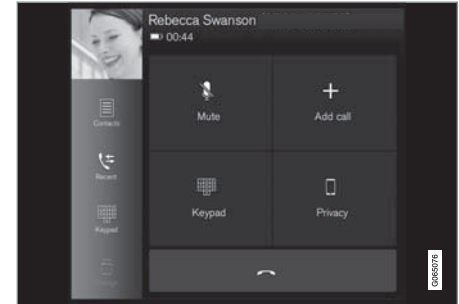 Rebecca Swanson
00:44
Mute
Add call
Contacts
Recent
Keypad
Privacy
Keypad
G065076